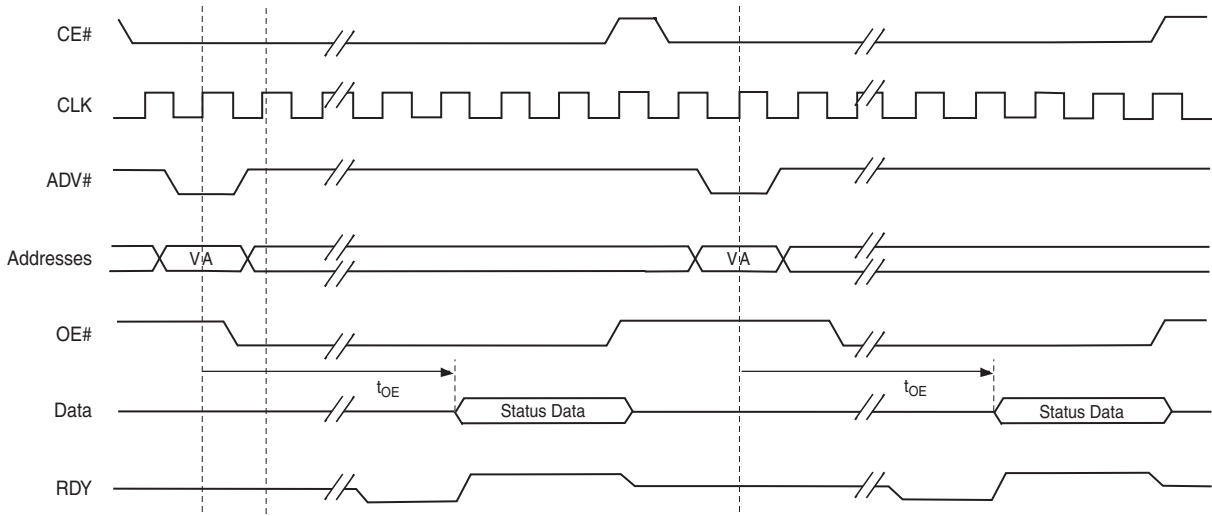 CE#
CLK
ADV#
Addresses
VA
VA
OE#
tOE
tOE
Data
Status Data
Status Data
RDY